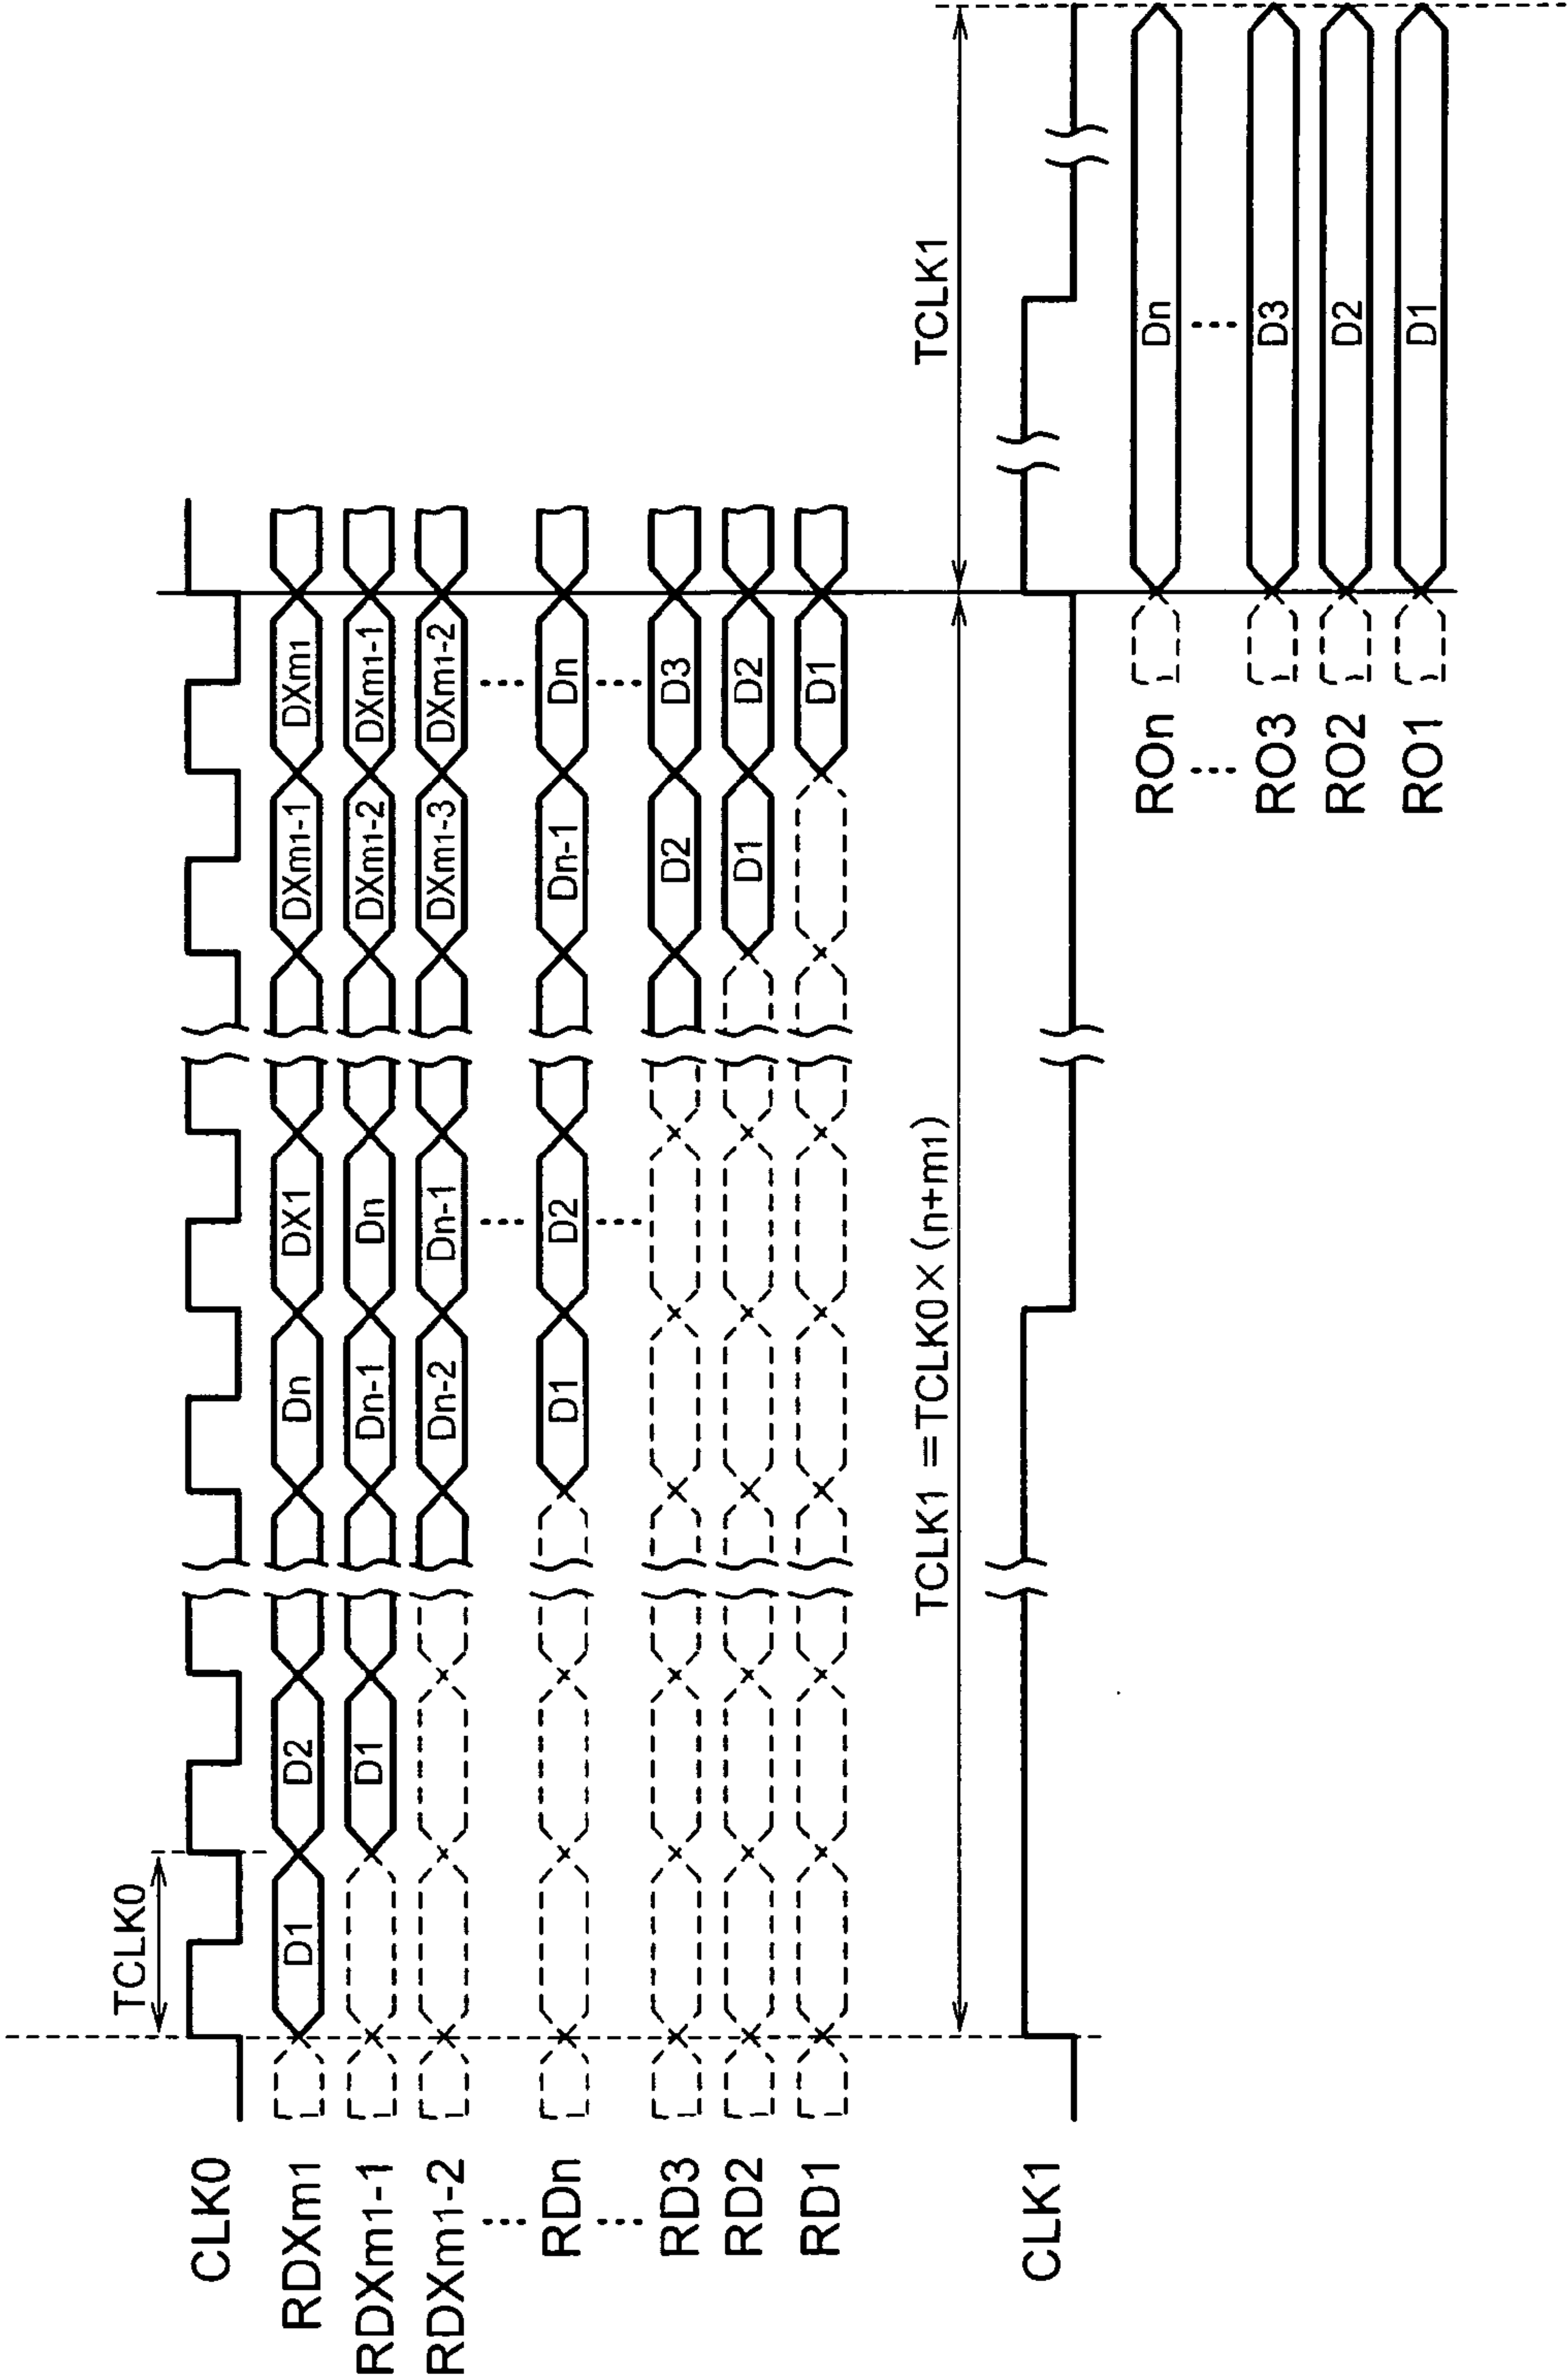 TCLK0
CLK0
RDXm1 D1 D2 Dn DX1 DXm1-1 DXm1
RDXm1-1 D1 Dn-1 Dn DXm1-2 DXm1-1
RDXm1-2 Dn-2 Dn-1 DXm1-3 DXm1-2
RDn D1 D2 Dn-1 Dn
RD3 D2 D3
RD2 D1 D2
RD1 D1
TCLK1=TCLK0×(n+m1) TCLK1
CLK1
ROn Dn
RO3 D3
RO2 D2
RO1 D1